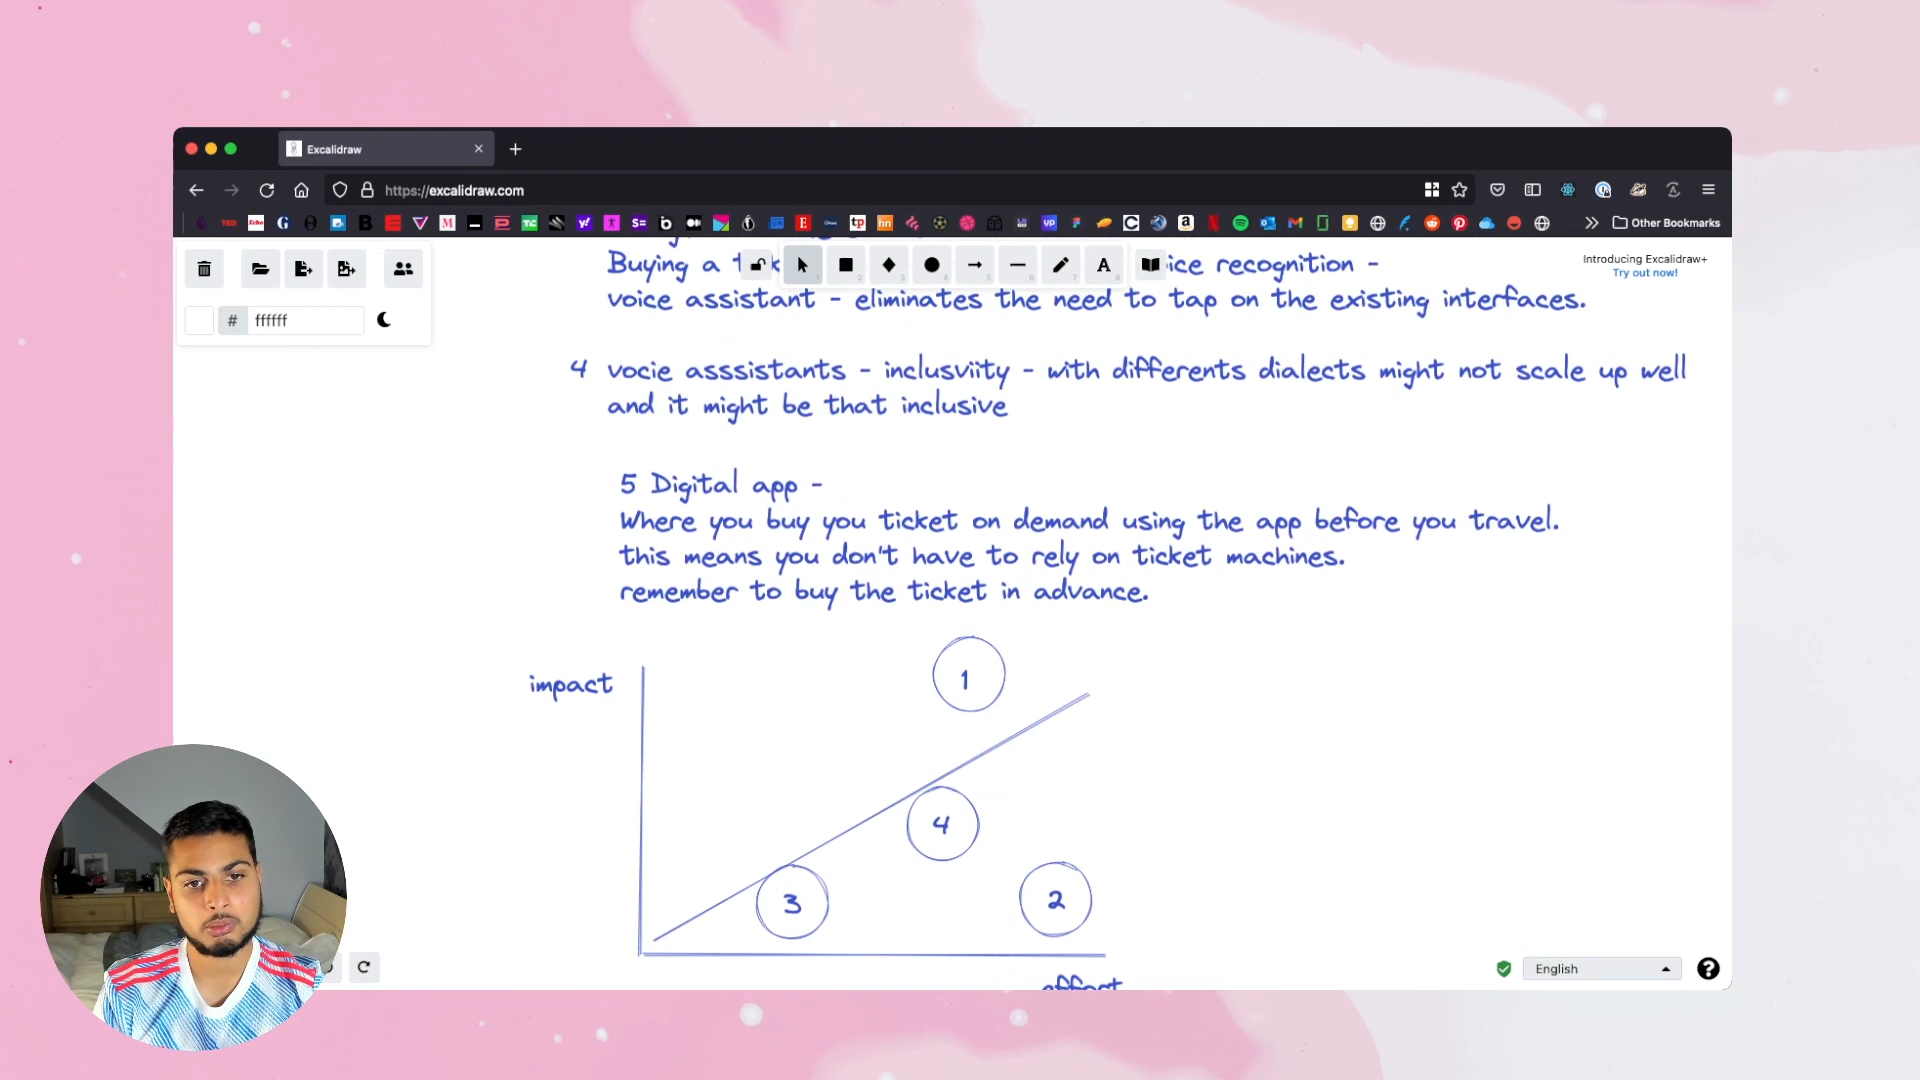 Excalidraw
https://excalidraw.com
Other Bookmarks
Introducing Excalidraw+
Try out now!
# ffffff
Buying a
ice recognition -
voice assistant - eliminates the need to tap on the existing interfaces.
4 vocie asssistants - inclusviity - with differents dialects might not scale up well
and it might be that inclusive
5 Digital app -
Where you buy you ticket on demand using the app before you travel.
this means you don't have to rely on ticket machines.
remember to buy the ticket in advance.
impact
1
4
3
2
effort
English